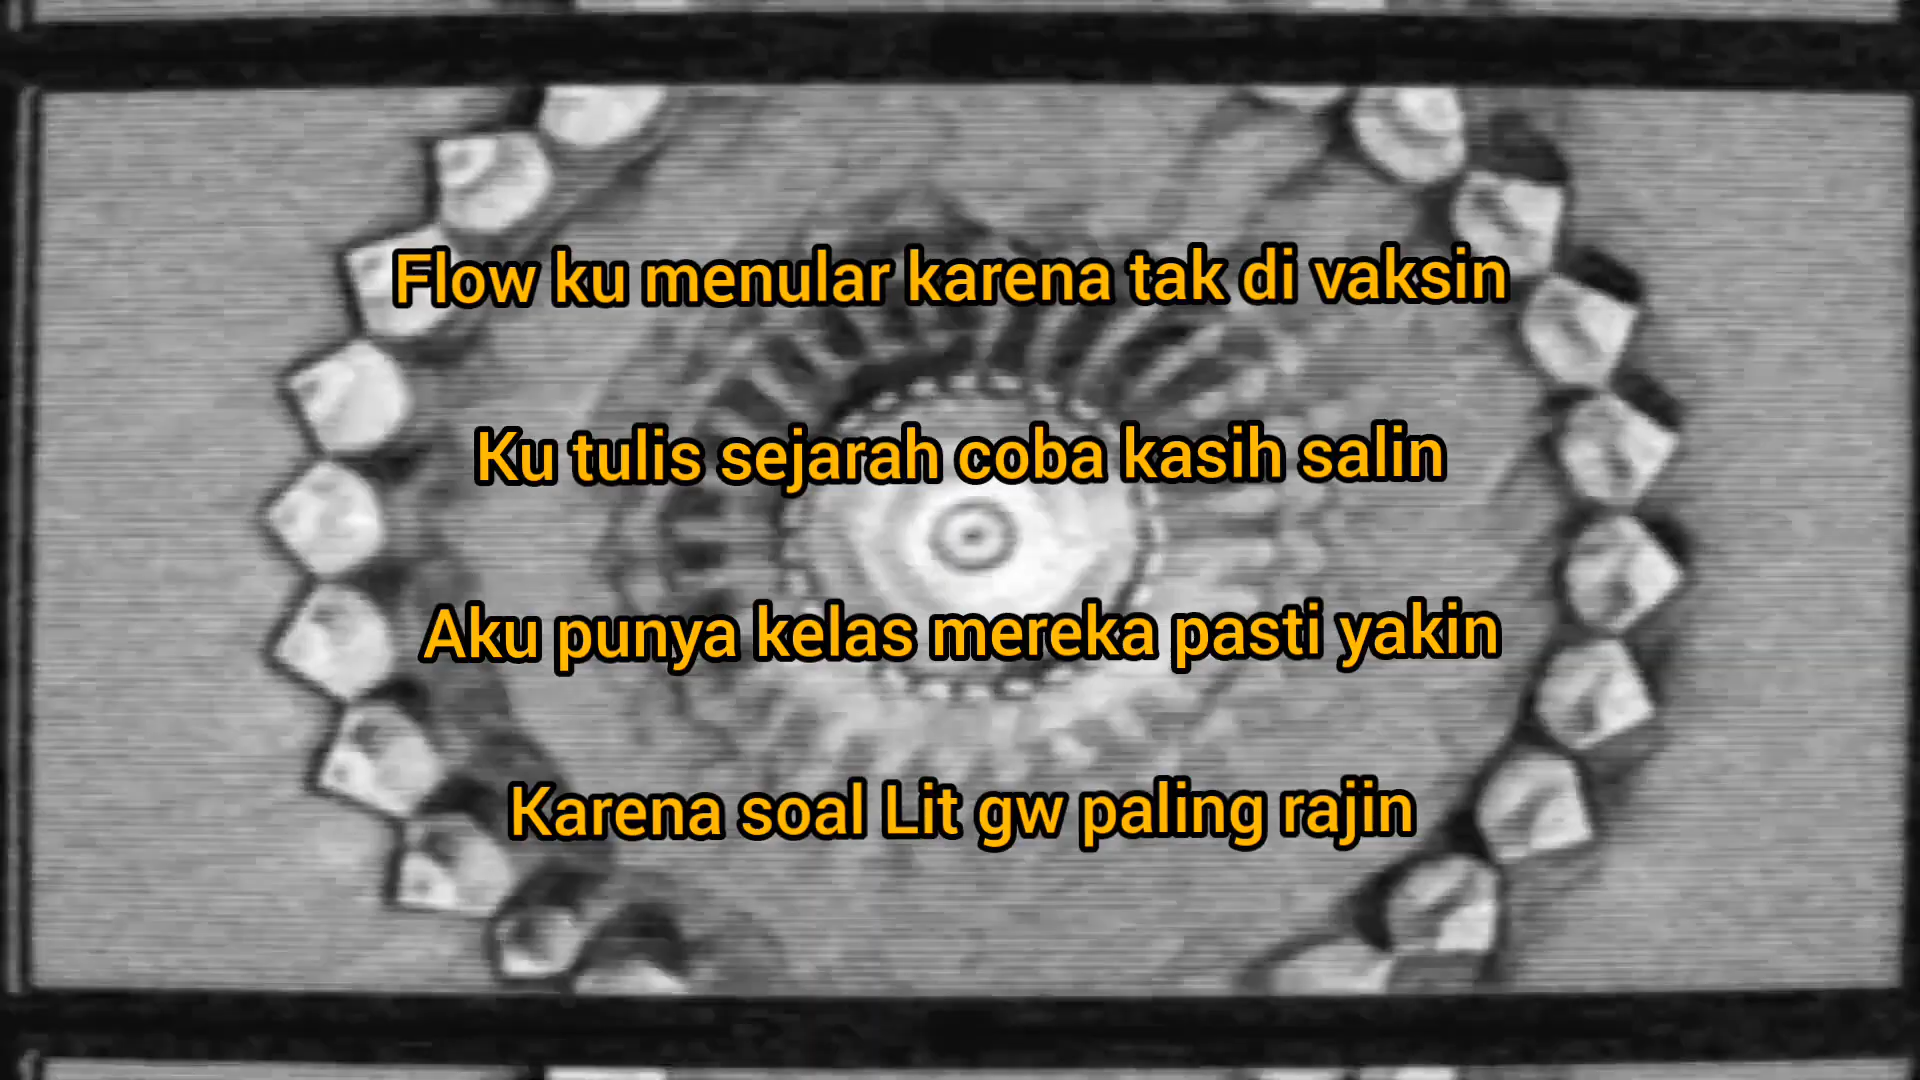 Flow ku menular karena tak di vaksin
Ku tulis sejarah coba kasih salin
Aku punya kelas mereka pasti yakin
Karena soal Lit gw paling rajin